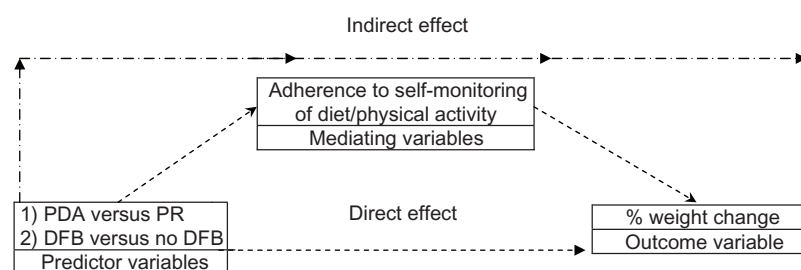 Indirect effect
Adherence to self-monitoring
of diet/physical activity
Mediating variables
1) PDA versus PR
2) DFB versus no DFB
Predictor variables
Direct effect
% weight change
Outcome variable